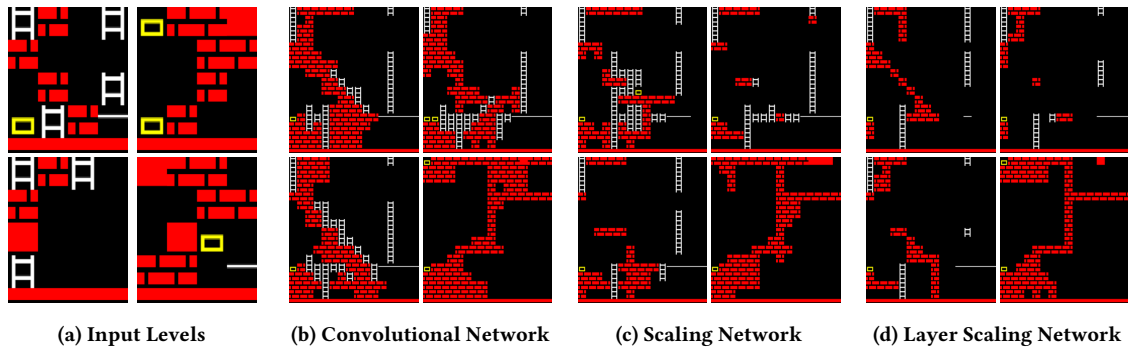 (a) Input Levels
(b) Convolutional Network
(c) Scaling Network
(d) Layer Scaling Network